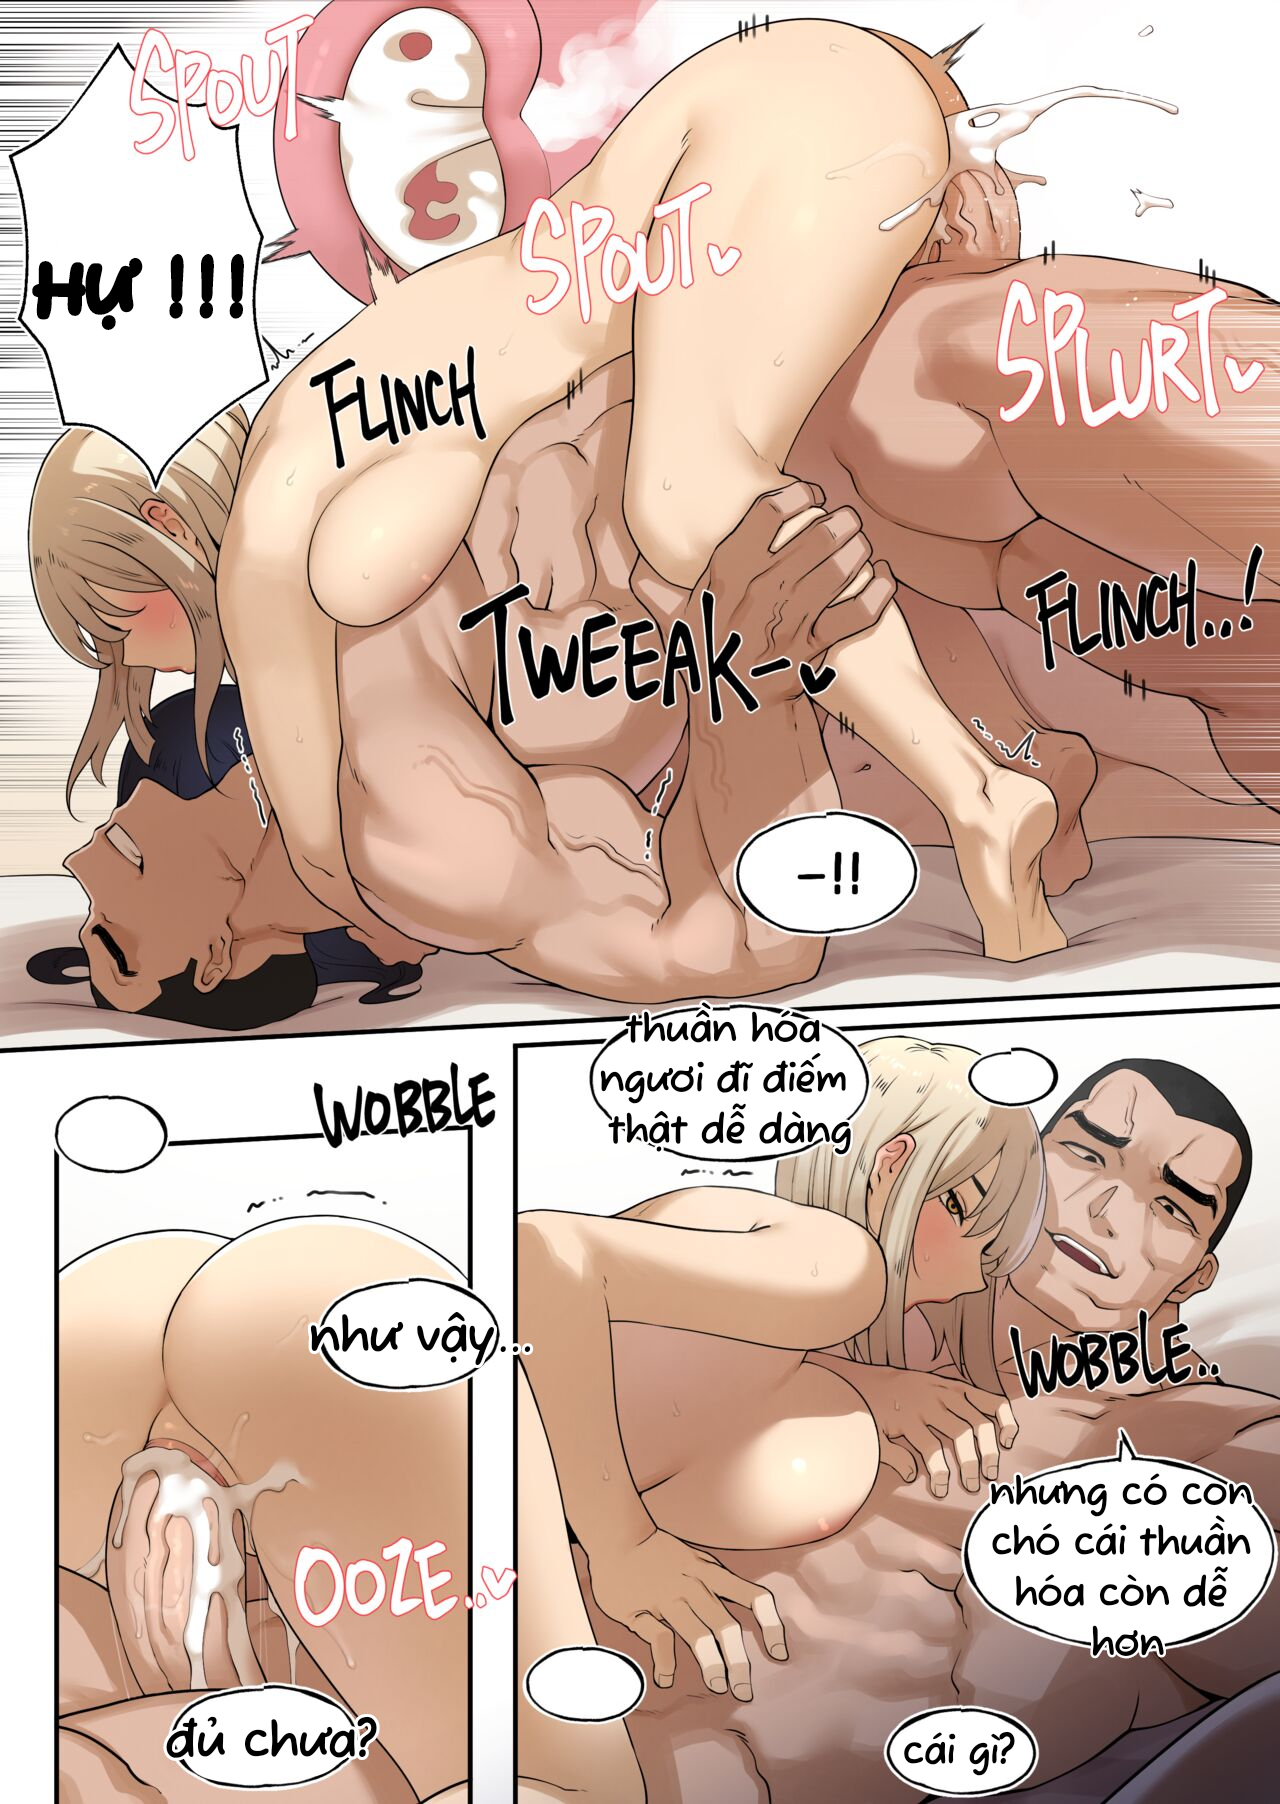 SPOUT
HỰ !!!
SPOUT
SPLURT
FLINCH
TWEEAK-
FLINCH..!
-!!
thuần hóa
ngươi đĩ điếm
thật dễ dàng
WOBBLE
như vậy...
WOBBLE..
nhưng có con
chó cái thuần
hóa còn dễ
hơn
OOZE..
đủ chưa?
cái gì?